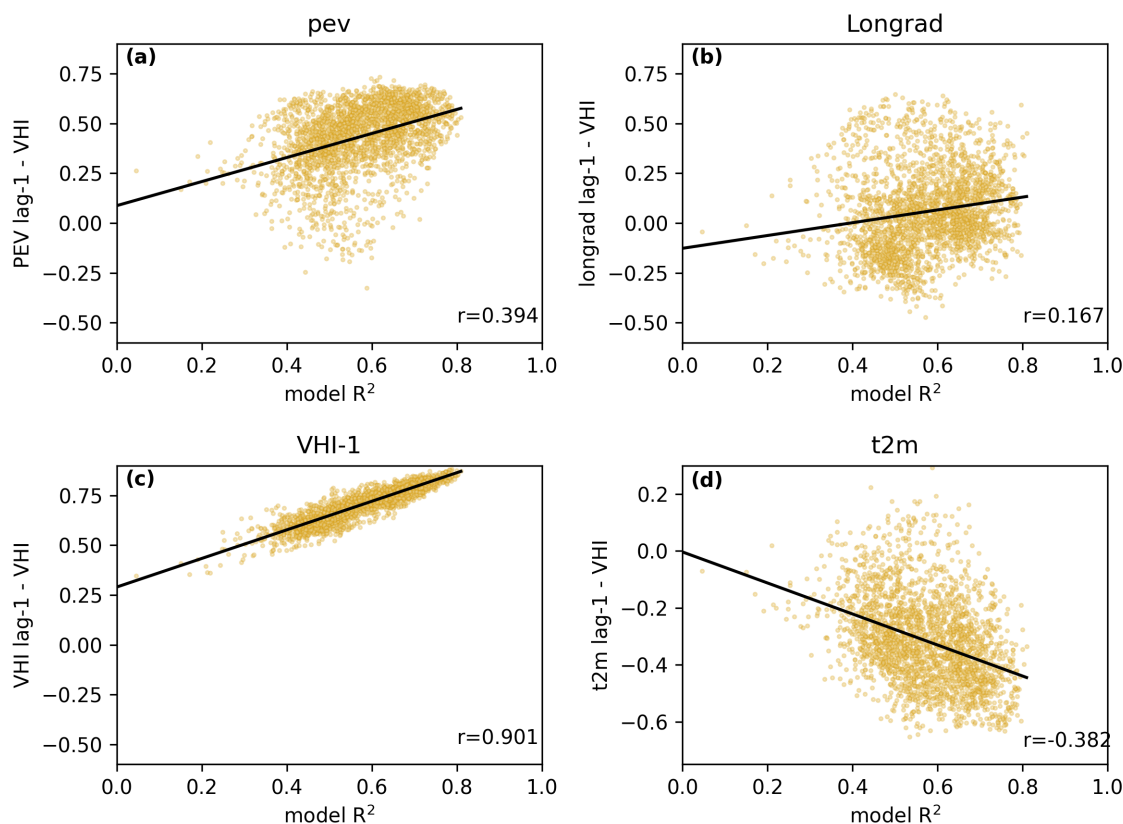 pev
(a)
PEV lag-1 - VHI
0.75
0.50
0.25
0.00
−0.25
−0.50
r=0.394
0.0 0.2 0.4 0.6 0.8 1.0
model R²
Longrad
(b)
longrad lag-1 - VHI
0.75
0.50
0.25
0.00
−0.25
−0.50
r=0.167
0.0 0.2 0.4 0.6 0.8 1.0
model R²
VHI-1
(c)
VHI lag-1 - VHI
0.75
0.50
0.25
0.00
−0.25
−0.50
r=0.901
0.0 0.2 0.4 0.6 0.8 1.0
model R²
t2m
(d)
t2m lag-1 - VHI
0.2
0.0
−0.2
−0.4
−0.6
r=-0.382
0.0 0.2 0.4 0.6 0.8 1.0
model R²